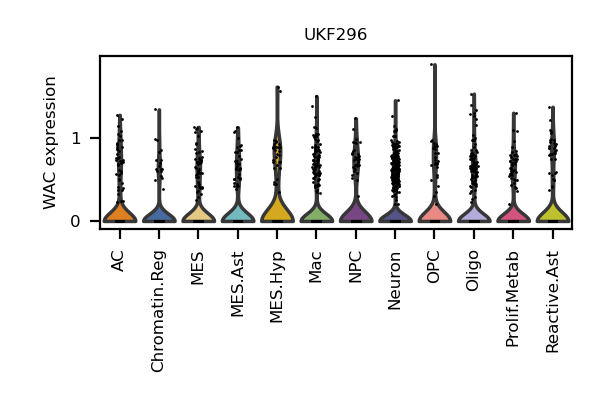 UKF296
WAC expression
1
0
AC
Chromatin.Reg
MES
MES.Ast
MES.Hyp
Mac
NPC
Neuron
OPC
Oligo
Prolif.Metab
Reactive.Ast